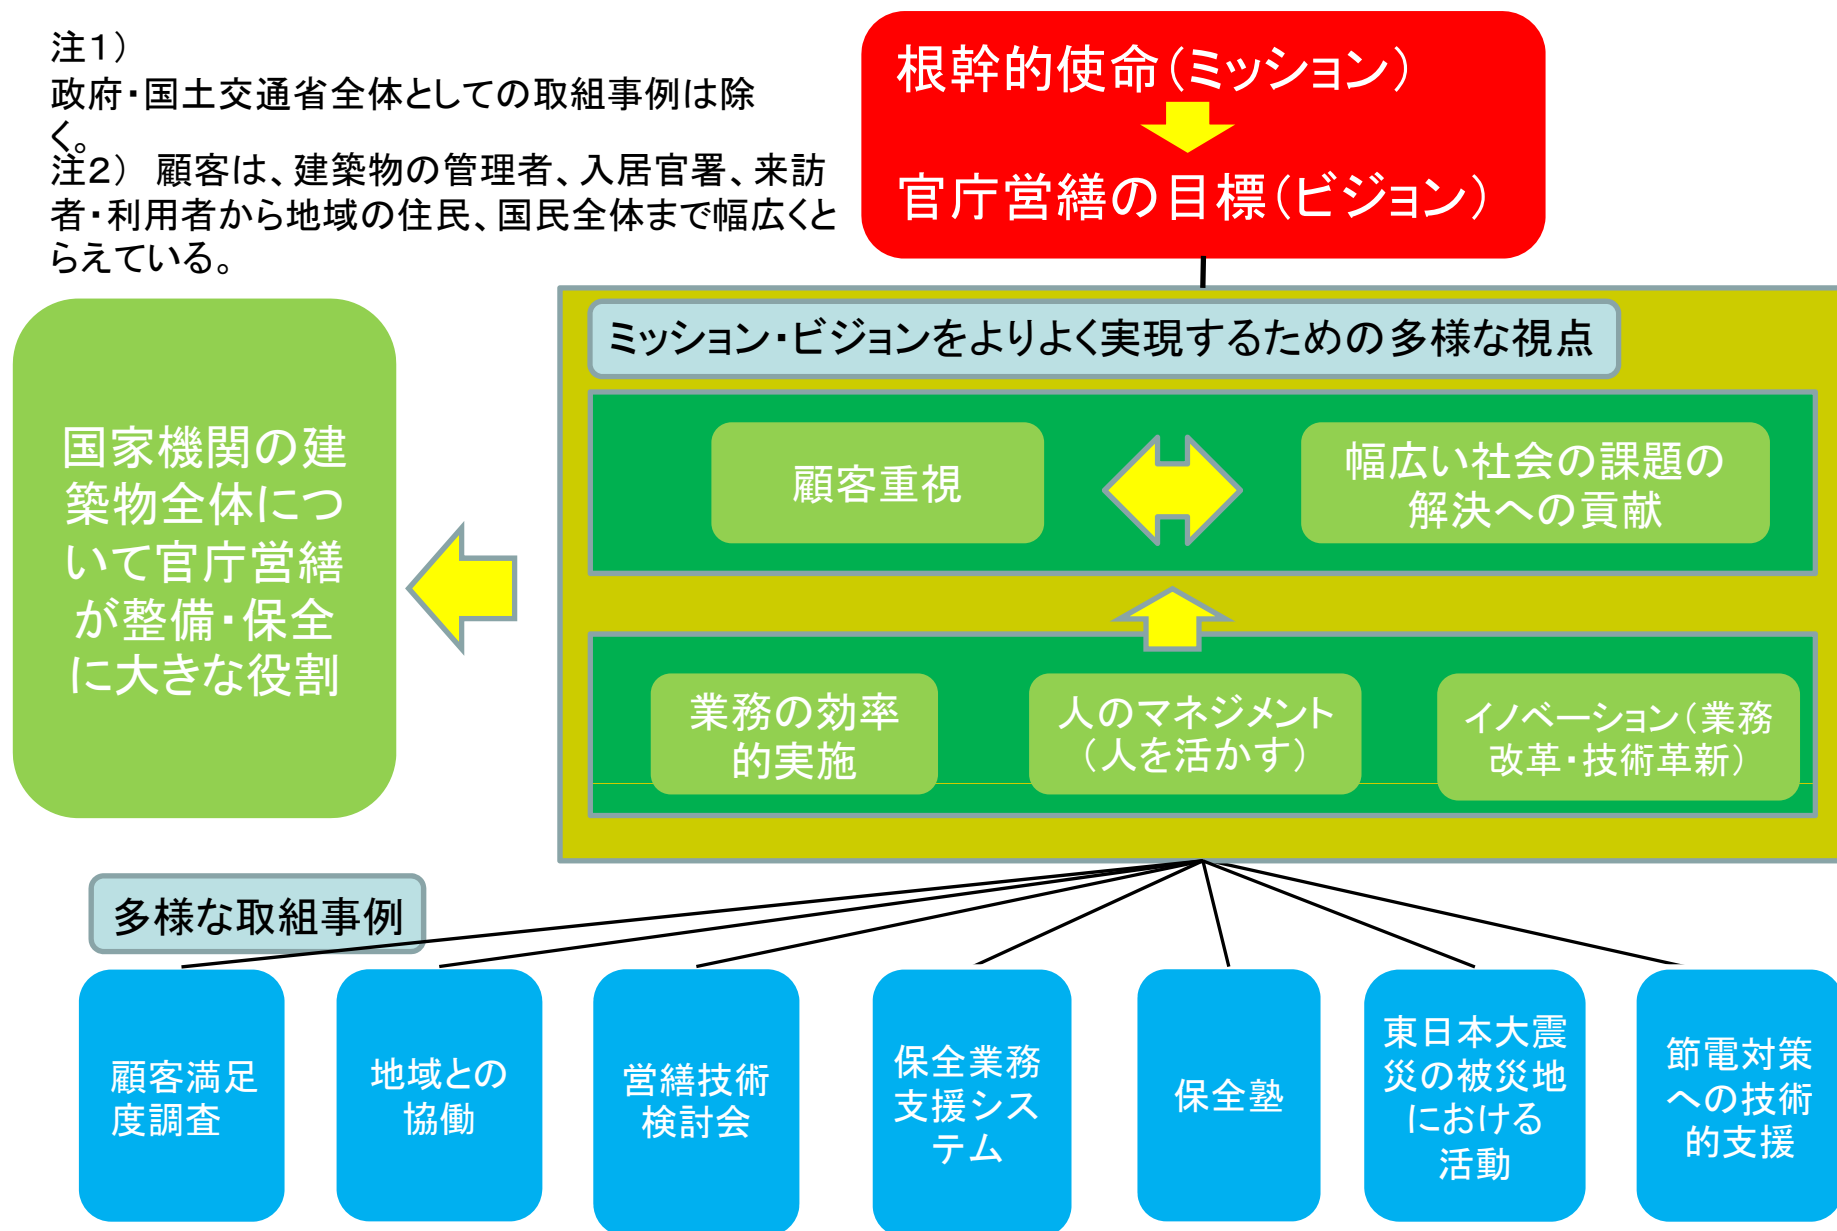 注１）
政府・国土交通省全体としての取組事例は除
く。
注２）　顧客は、建築物の管理者、入居官署、来訪
者・利用者から地域の住民、国民全体まで幅広くと
らえている。
根幹的使命（ミッション）
官庁営繕の目標（ビジョン）
ミッション・ビジョンをよりよく実現するための多様な視点
顧客重視
幅広い社会の課題の
解決への貢献
国家機関の建
築物全体につ
いて官庁営繕
が整備・保全
に大きな役割
業務の効率
的実施
人のマネジメント
（人を活かす）
イノベーション（業務
改革・技術革新）
多様な取組事例
顧客満足
度調査
地域との
協働
営繕技術
検討会
保全業務
支援シス
テム
保全塾
東日本大震
災の被災地
における
活動
節電対策
への技術
的支援